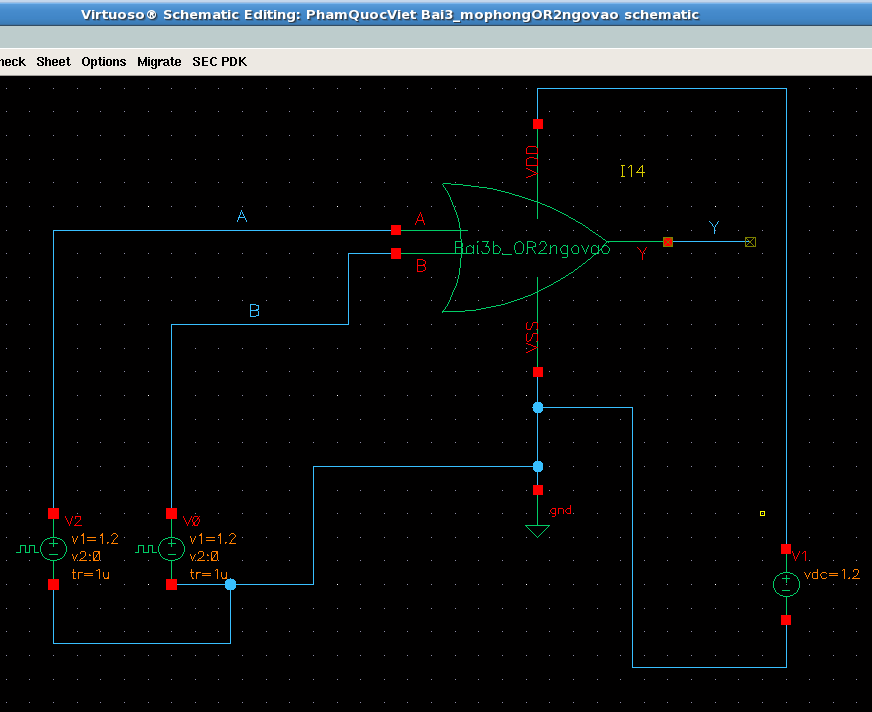 Virtuoso® Schematic Editing: PhamQuocViet Bai3_mophongOR2ngovao schematic
heck Sheet Options Migrate SEC PDK
VDD
I14
A
A
Y
Bai3b_OR2ngovao
Y
B
B
VSS
gnd
V2
v1=1.2
v2:0
tr=1u
V0
v1=1.2
v2:0
tr=1u
V1
vdc=1.2